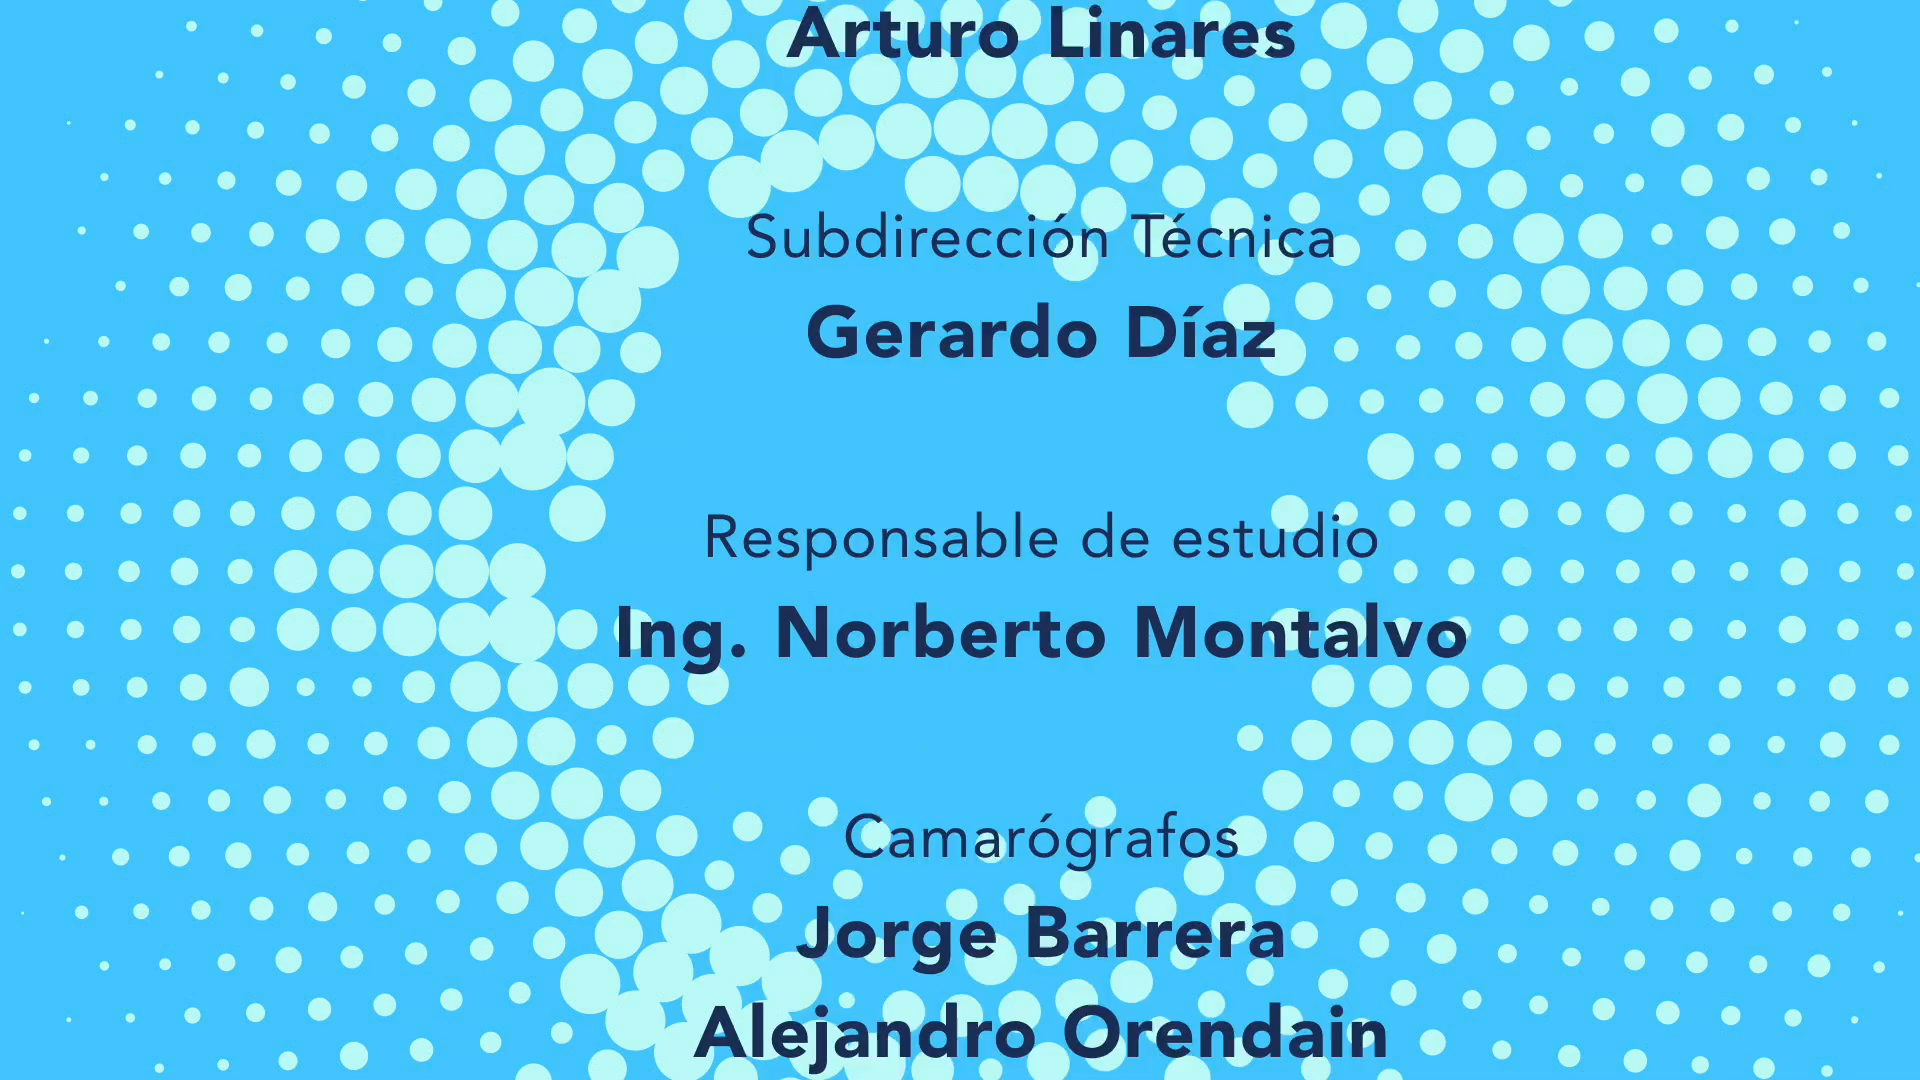 Arturo Linares
Subdirección Técnica
Gerardo Díaz
Responsable de estudio
Ing. Norberto Montalvo
Camarógrafos
Jorge Barrera
Alejandro Orendain